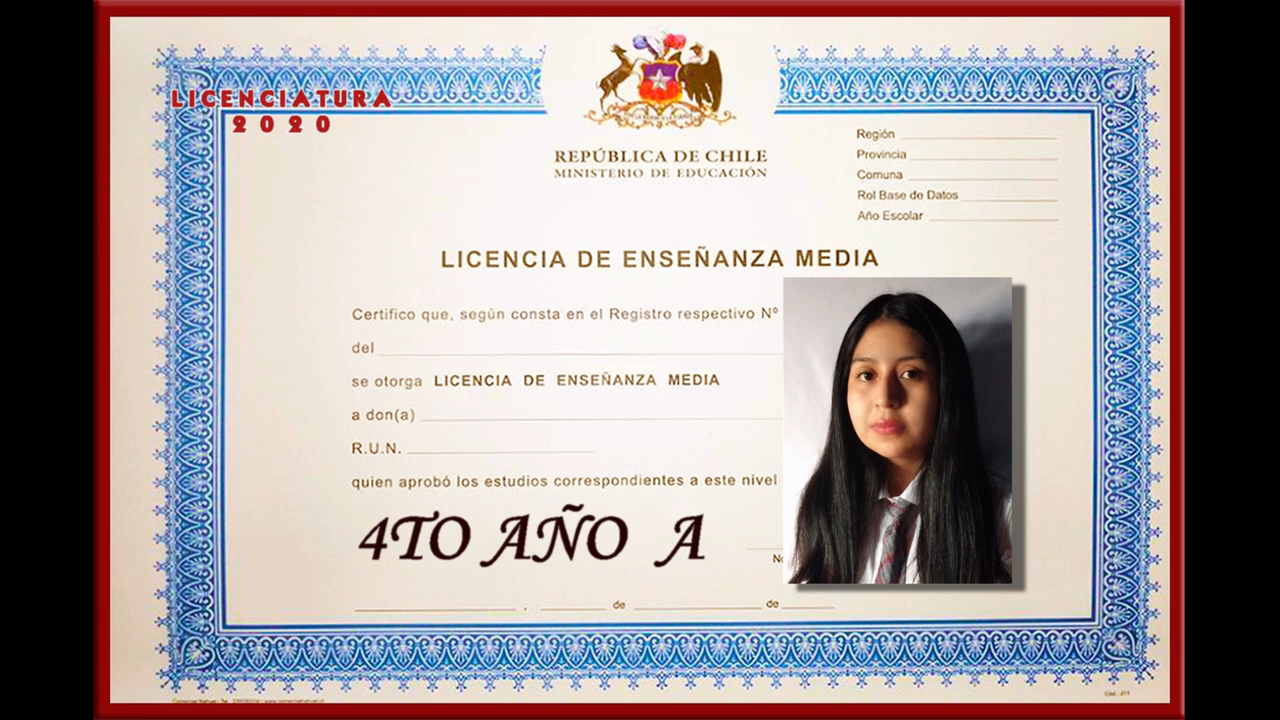 LICENCIATURA
2020
REPÚBLICA DE CHILE
MINISTERIO DE EDUCACIÓN
Región
Provincia
Comuna
Rol Base de Datos
Año Escolar
LICENCIA DE ENSEÑANZA MEDIA
Certifico que, según consta en el Registro respectivo Nº
del
se otorga LICENCIA DE ENSEÑANZA MEDIA
a don(a)
R.U.N.
quien aprobó los estudios correspondientes a este nivel
4TO AÑO A
, de de